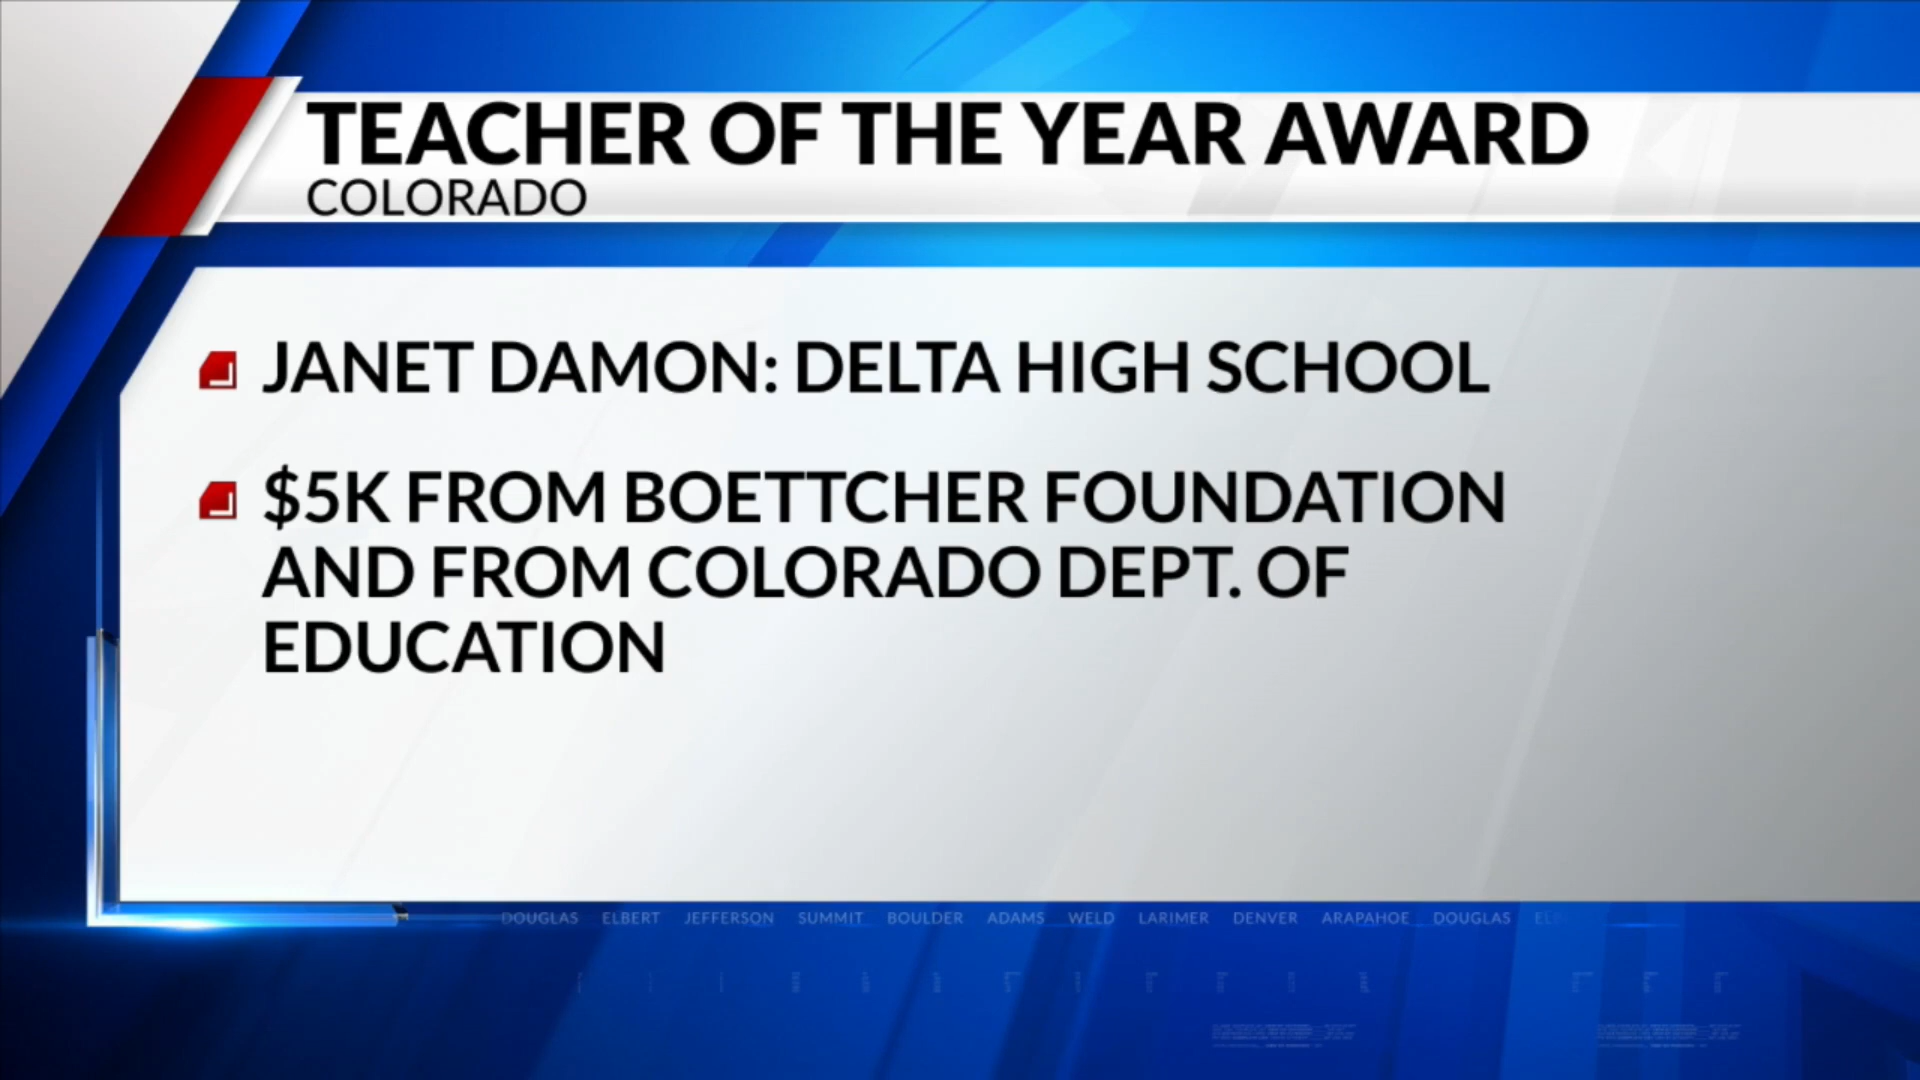 TEACHER OF THE YEAR AWARD
COLORADO
JANET DAMON: DELTA HIGH SCHOOL
$5K FROM BOETTCHER FOUNDATION
AND FROM COLORADO DEPT. OF
EDUCATION
DOUGLAS ELBERT JEFFERSON SUMMIT BOULDER ADAMS WELD LARIMER DENVER ARAPAHOE DOUGLAS